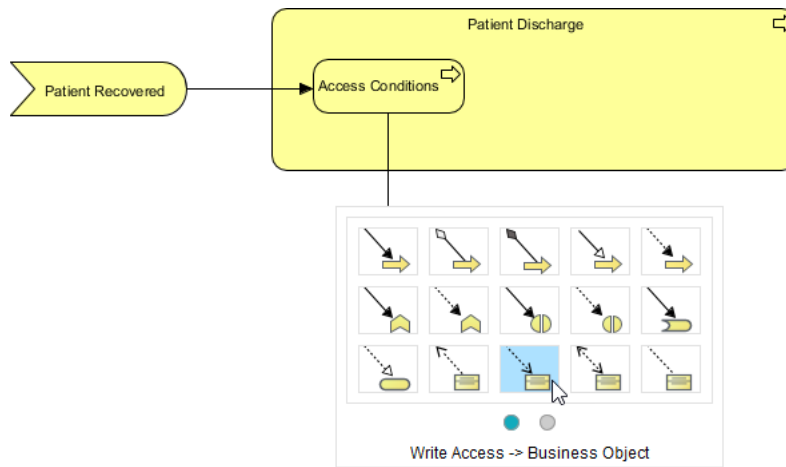 Patient Discharge
Access Conditions
Patient Recovered
Write Access -> Business Object